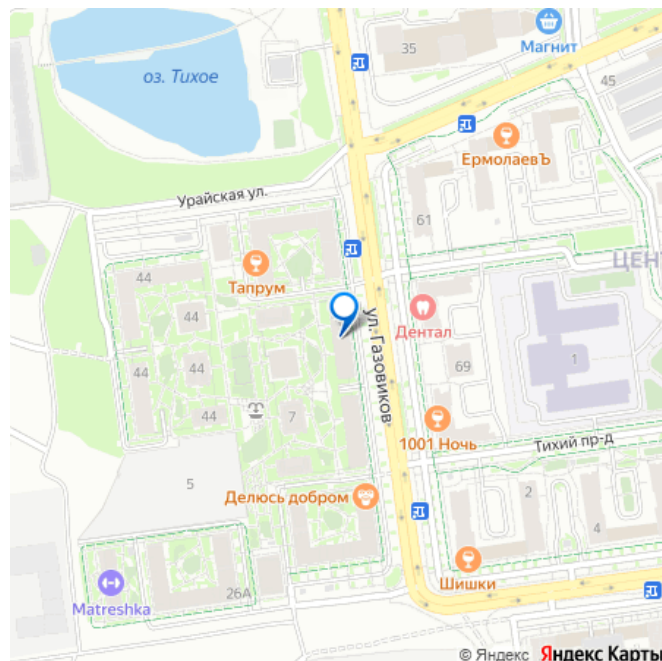 35
Магнит
оз. Тихое
45
ЕрмолаевЪ
Урайская ул.
61
ЦЕНТ
Тапрум
44
44
Дентал
ул. Газовиков
1
44
44
69
44
7
1001 Ночь
Тихий пр-д
5
Делюсь добром
2
4
Шишки
26А
Matreshka
© Яндекс Яндекс Карты